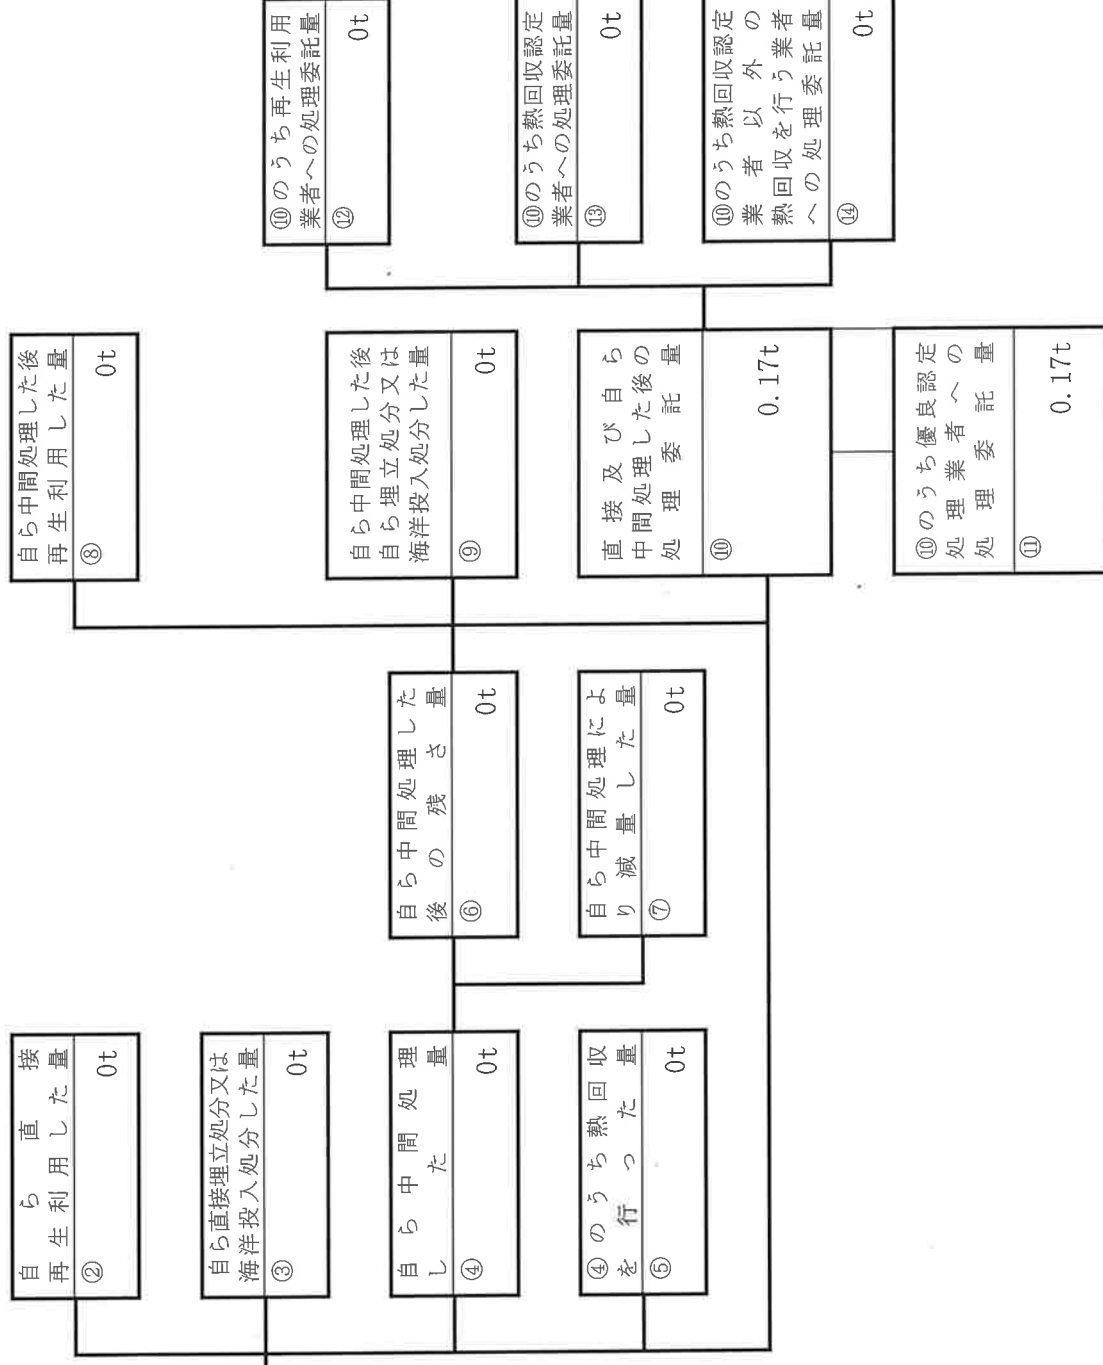 自ら直接
再生利用した量
② 0t
自ら直接埋立処分又は
海洋投入処分した量
③ 0t
自ら中間処理
した量
④ 0t
④のうち熱回収
を行った量
⑤ 0t
自ら中間処理した
後の残さ量
⑥ 0t
自ら中間処理によ
り減量した量
⑦ 0t
自ら中間処理した後
再生利用した量
⑧ 0t
自ら中間処理した後
自ら埋立処分又は
海洋投入処分した量
⑨ 0t
直接及び自ら
中間処理した後の
処理委託量
⑩ 0.17t
⑩のうち優良認定
処理業者への
処理委託量
⑪ 0.17t
⑩のうち再生利用
業者への処理委託量
⑫ 0t
⑩のうち熱回収認定
業者への処理委託量
⑬ 0t
⑩のうち熱回収認定
業者以外の
熱回収を行う業者
への処理委託量
⑭ 0t